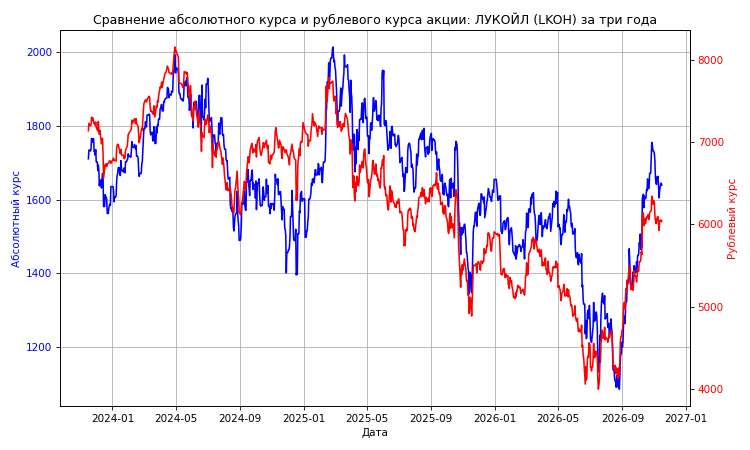 Сравнение абсолютного курса и рублевого курса акции: ЛУКОЙЛ (LKOH) за три года
2000
1800
1600
1400
1200
Абсолютный курс
8000
7000
6000
5000
4000
Рублевый курс
2024-01 2024-05 2024-09 2025-01 2025-05 2025-09 2026-01 2026-05 2026-09 2027-01
Дата